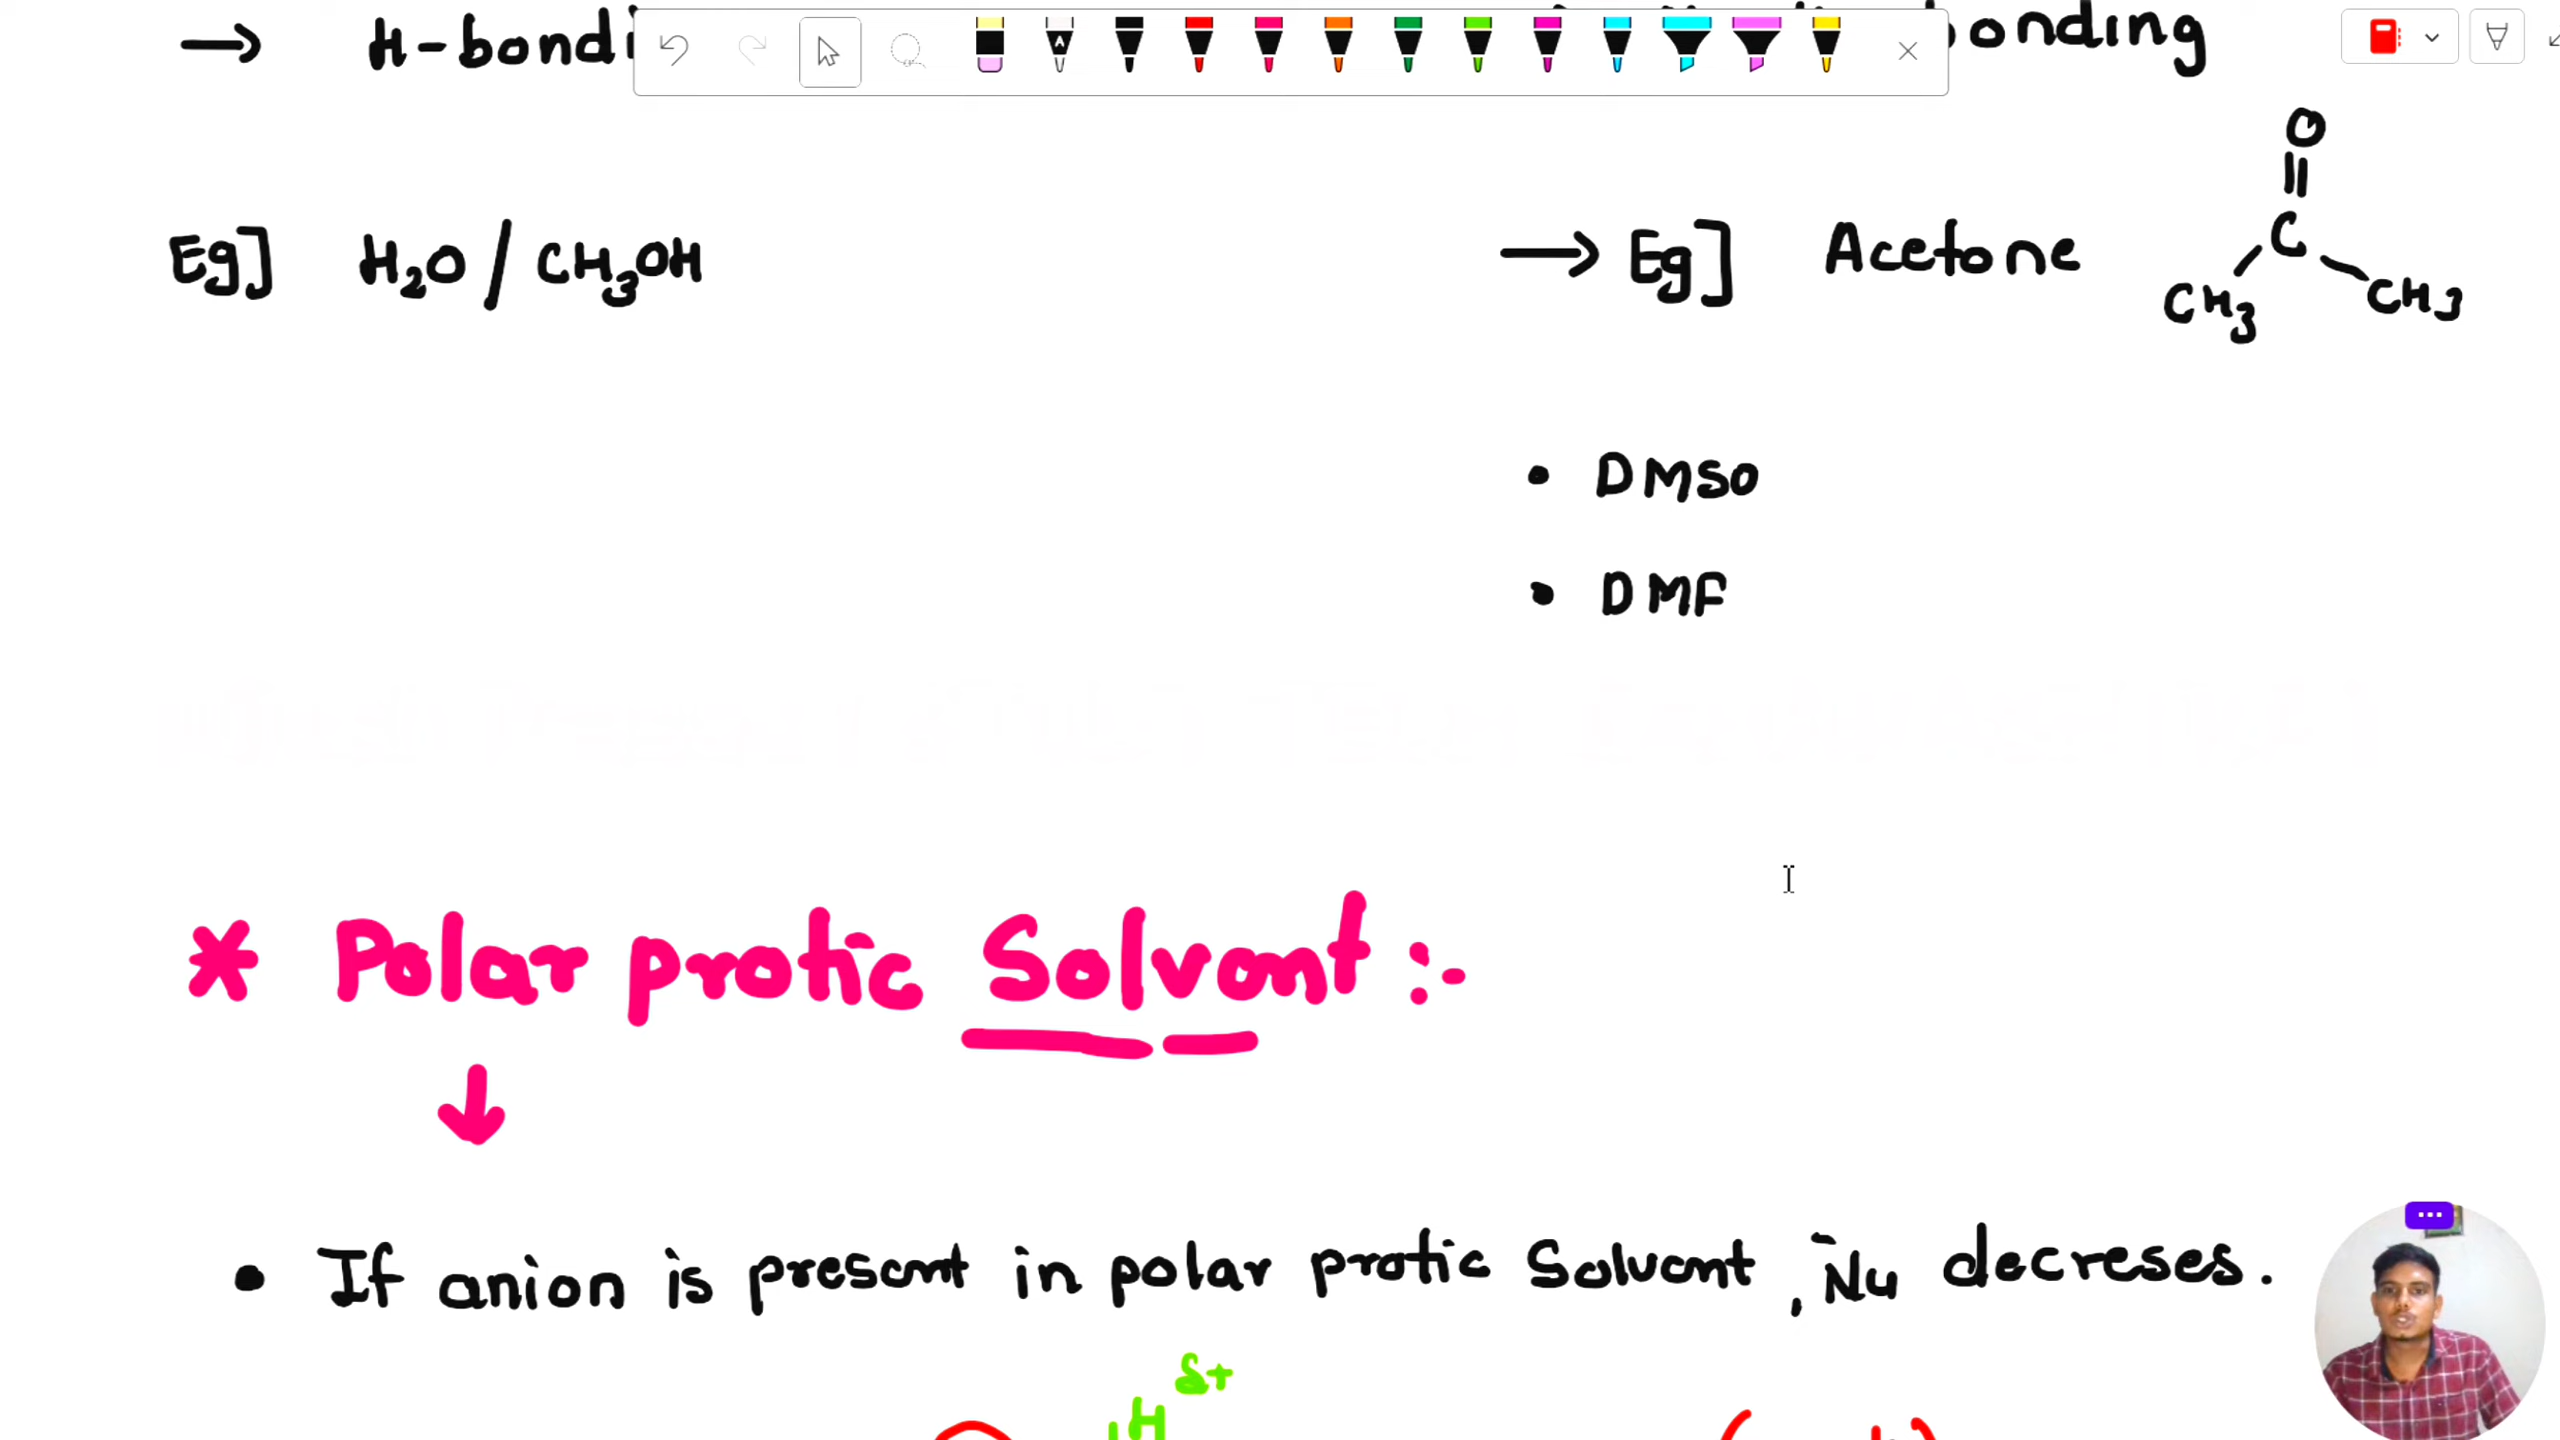 → H-bondi
onding
O
||
C
CH3 CH3
Eg] H2O / CH3OH
→ Eg] Acetone
• DMSO
• DMF
* Polar protic Solvent :-
↓
• If anion is present in polar protic Solvent, N̄u decreses.
δ+
H